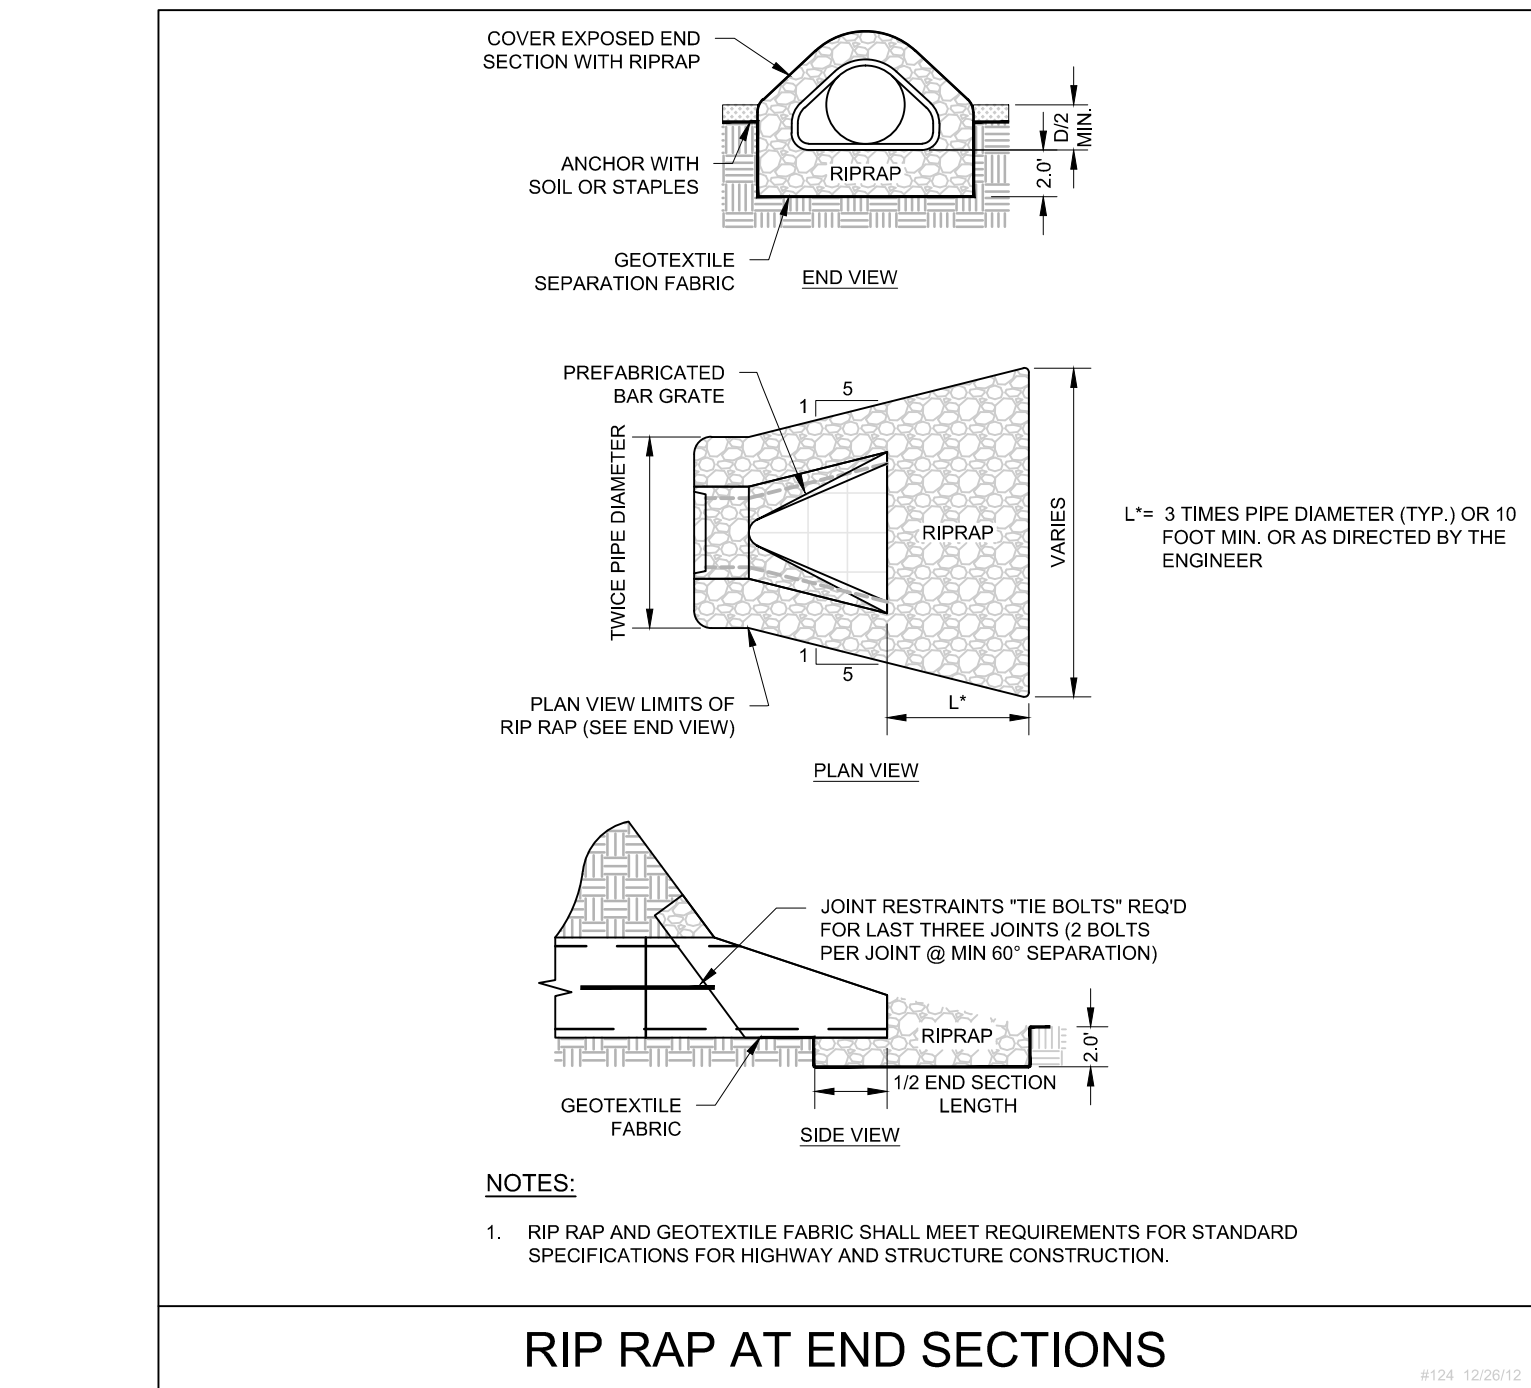 COVER EXPOSED END
SECTION WITH RIPRAP
D/2
MIN.
ANCHOR WITH
SOIL OR STAPLES
RIPRAP
2.0'
GEOTEXTILE
SEPARATION FABRIC
END VIEW
PREFABRICATED
BAR GRATE
5
1
TWICE PIPE DIAMETER
RIPRAP
VARIES
L*= 3 TIMES PIPE DIAMETER (TYP.) OR 10
FOOT MIN. OR AS DIRECTED BY THE
ENGINEER
1
5
PLAN VIEW LIMITS OF
RIP RAP (SEE END VIEW)
L*
PLAN VIEW
JOINT RESTRAINTS "TIE BOLTS" REQ'D
FOR LAST THREE JOINTS (2 BOLTS
PER JOINT @ MIN 60° SEPARATION)
RIPRAP
2.0'
1/2 END SECTION
LENGTH
GEOTEXTILE
FABRIC
SIDE VIEW
NOTES:
1. RIP RAP AND GEOTEXTILE FABRIC SHALL MEET REQUIREMENTS FOR STANDARD
SPECIFICATIONS FOR HIGHWAY AND STRUCTURE CONSTRUCTION.
RIP RAP AT END SECTIONS
#124 12/26/12